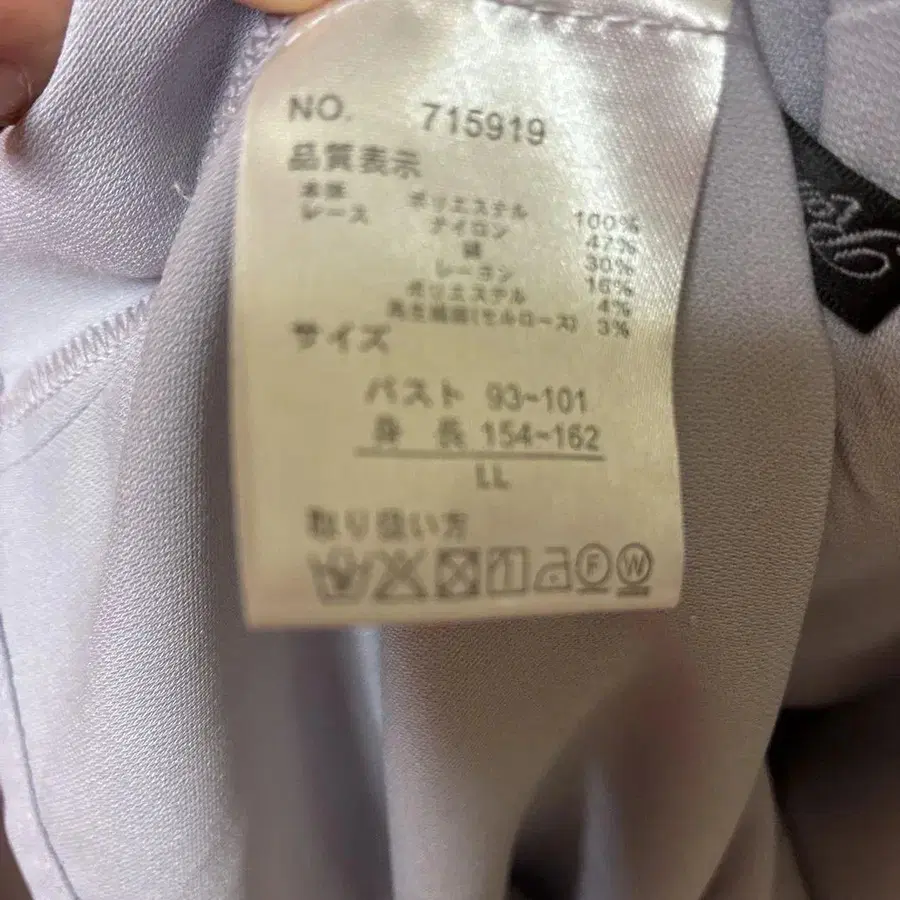 NO. 715919
品質表示
本体 ポリエステル 100%
レース ナイロン 47%
綿 30%
レーヨン 16%
ポリエステル 4%
再生繊維(セルロース) 3%
サイズ
バスト 93-101
身長 154-162
LL
取り扱い方
F W